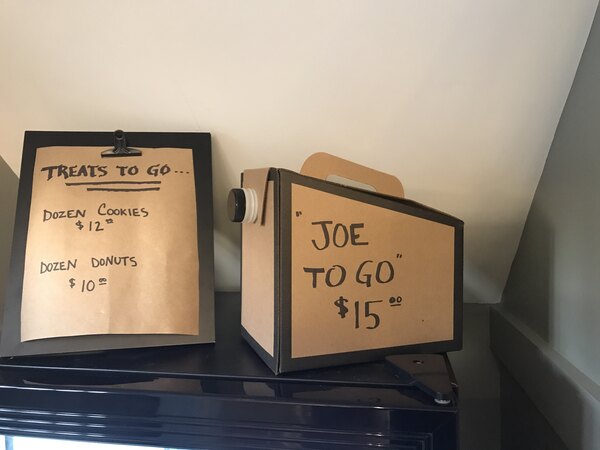 TREATS TO GO...
DOZEN COOKIES
$12.00
DOZEN DONUTS
$10.00
"JOE
TO GO"
$15.00